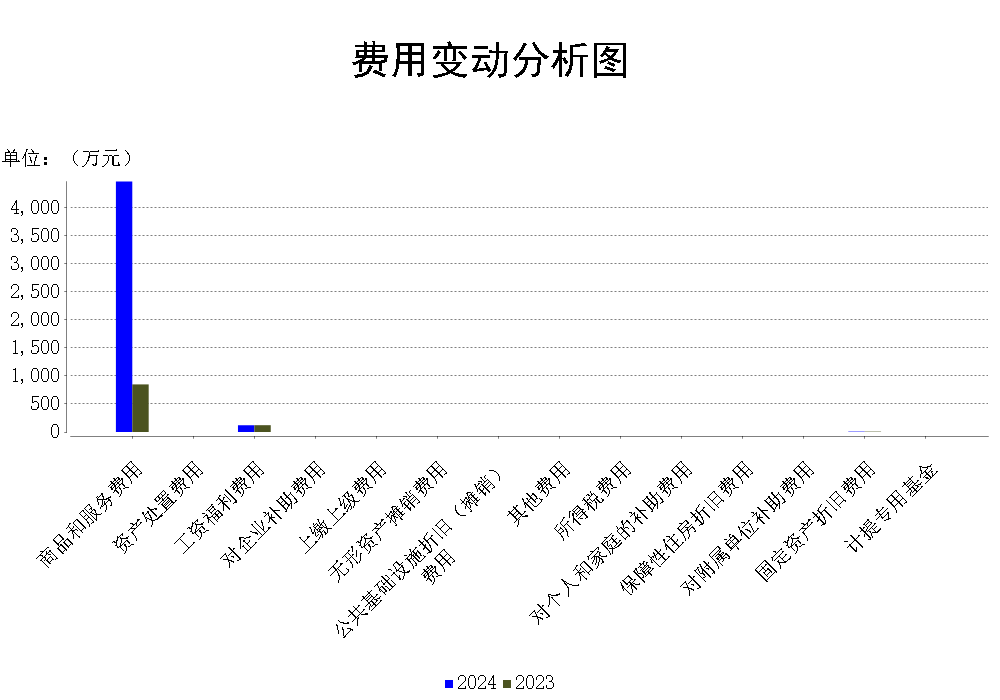 费用变动分析图
单位：（万元）
4,000
3,500
3,000
2,500
2,000
1,500
1,000
500
0
商品和服务费用
资产处置费用
工资福利费用
对企业补助费用
上缴上级费用
无形资产摊销费用
公共基础设施折旧（摊销）
费用
其他费用
所得税费用
对个人和家庭的补助费用
保障性住房折旧费用
对附属单位补助费用
固定资产折旧费用
计提专用基金
2024 2023